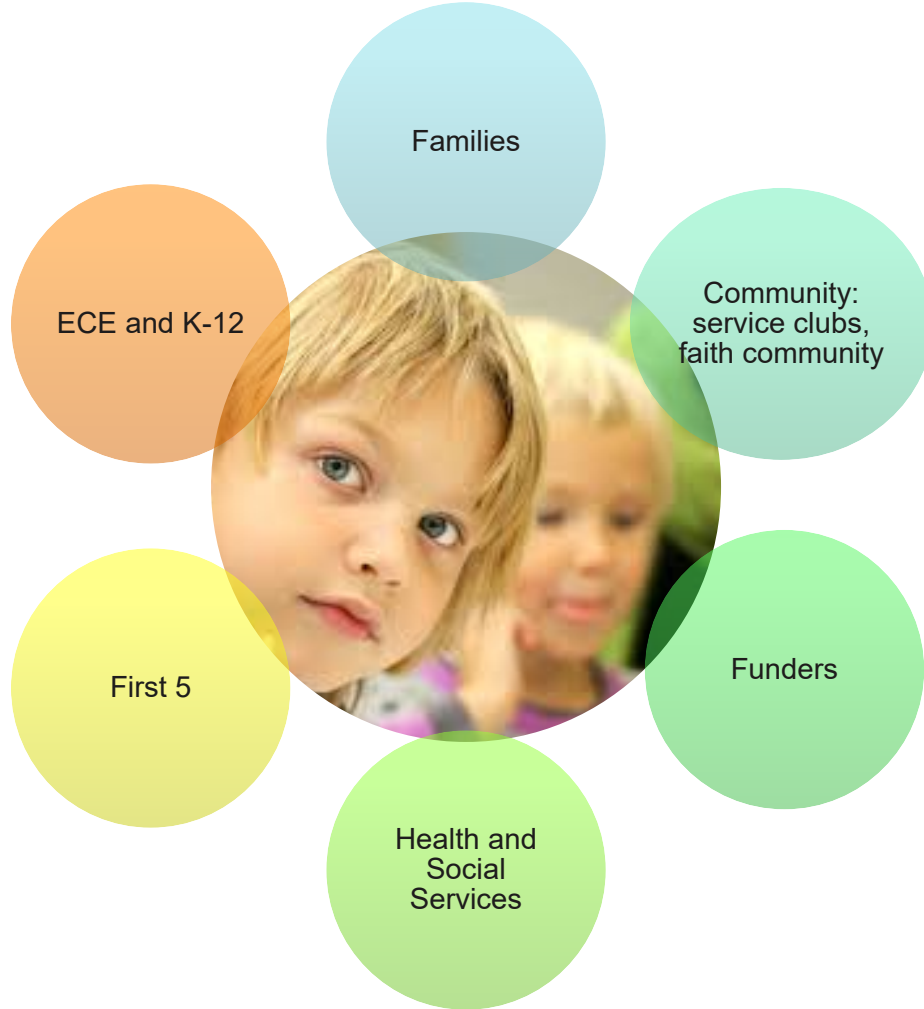 Families
Community:
service clubs,
faith community
ECE and K-12
First 5
Funders
Health and
Social
Services